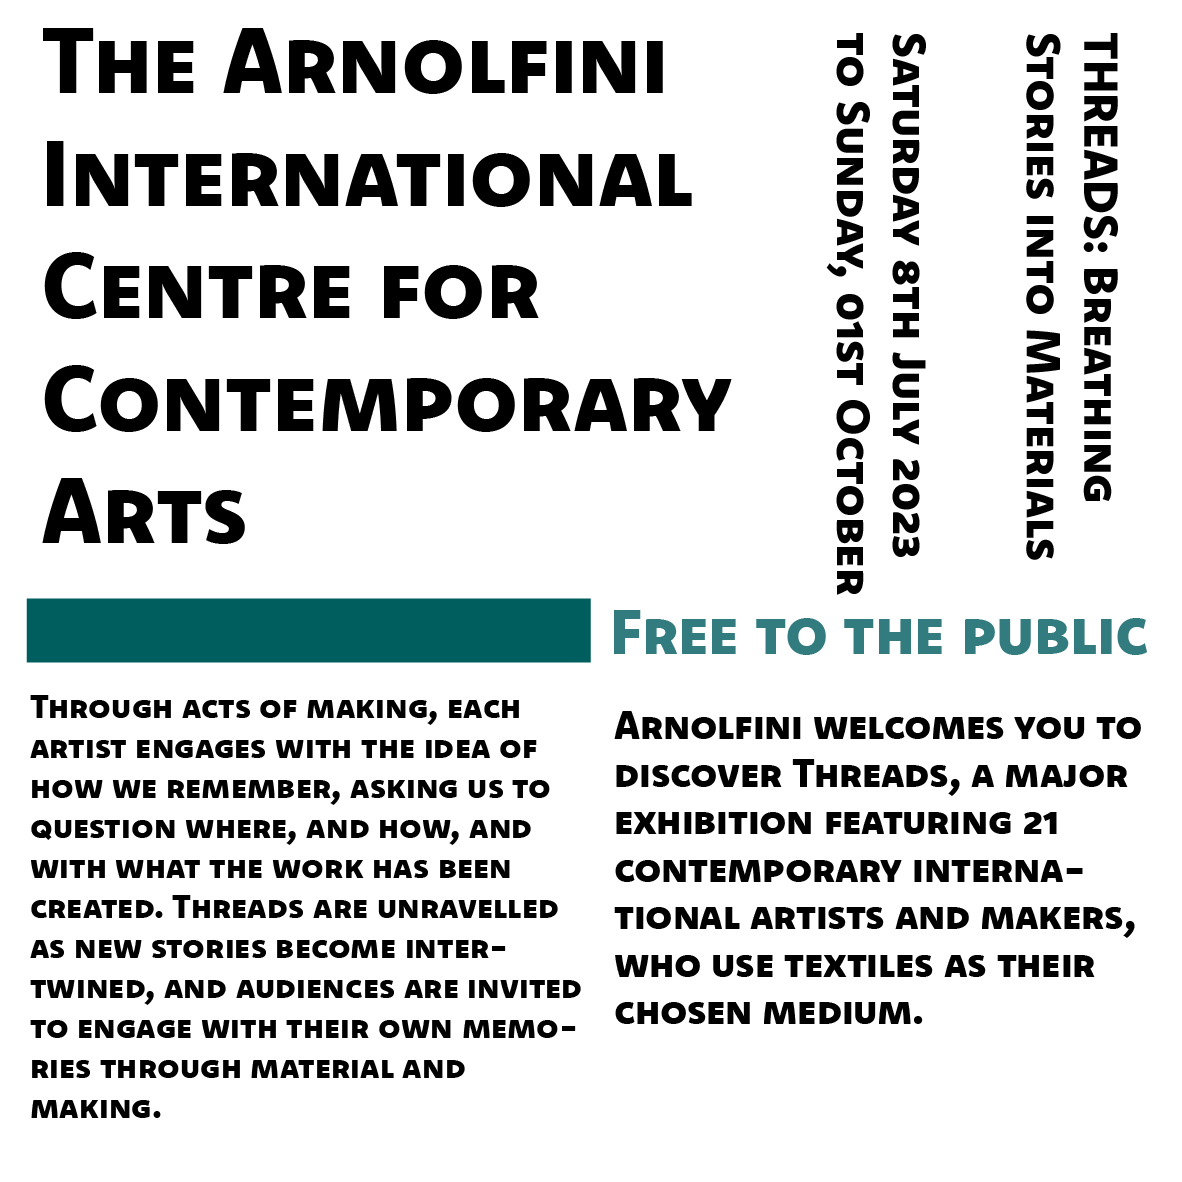 The Arnolfini
International
Centre for
Contemporary
Arts
THREADS: Breathing
Stories into Materials
Saturday 8th July 2023
to Sunday, 01st October
Free to the public
Through acts of making, each
artist engages with the idea of
how we remember, asking us to
question where, and how, and
with what the work has been
created. Threads are unravelled
as new stories become inter-
twined, and audiences are invited
to engage with their own memo-
ries through material and
making.
Arnolfini welcomes you to
discover Threads, a major
exhibition featuring 21
contemporary interna-
tional artists and makers,
who use textiles as their
chosen medium.